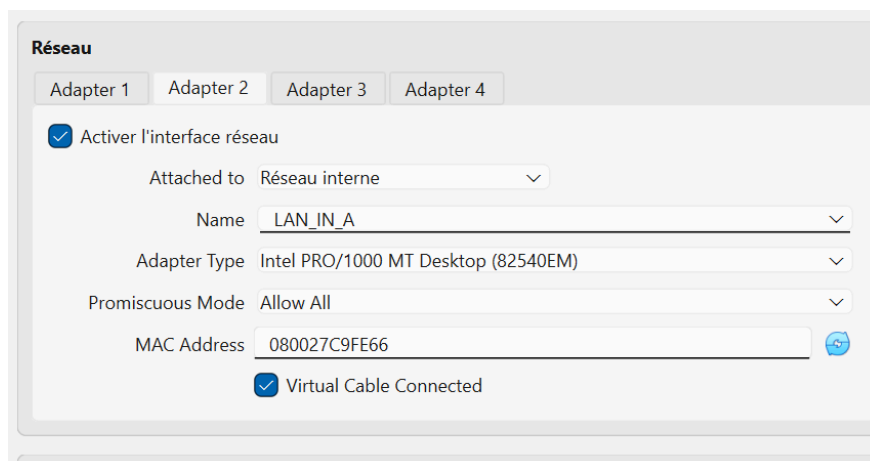 Réseau
Adapter 1 Adapter 2 Adapter 3 Adapter 4
Activer l'interface réseau
Attached to Réseau interne
Name LAN_IN_A
Adapter Type Intel PRO/1000 MT Desktop (82540EM)
Promiscuous Mode Allow All
MAC Address 080027C9FE66
Virtual Cable Connected